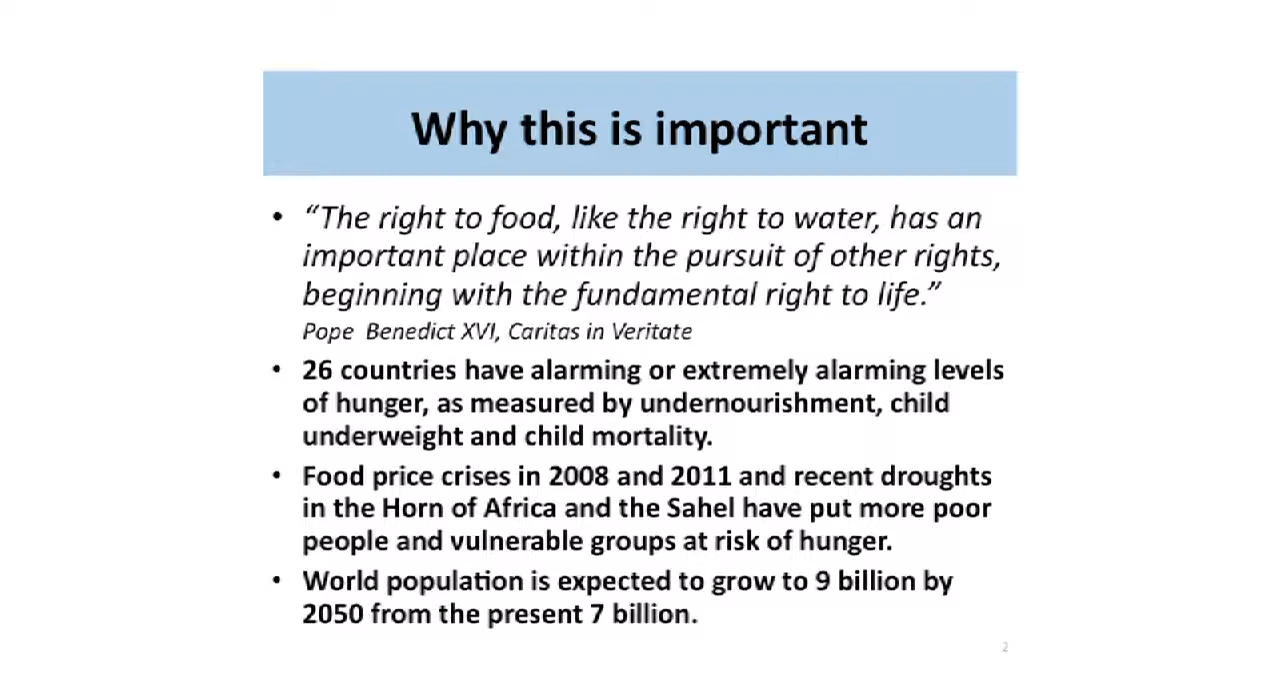 Why this is important
• “The right to food, like the right to water, has an
important place within the pursuit of other rights,
beginning with the fundamental right to life.”
Pope Benedict XVI, Caritas in Veritate
• 26 countries have alarming or extremely alarming levels
of hunger, as measured by undernourishment, child
underweight and child mortality.
• Food price crises in 2008 and 2011 and recent droughts
in the Horn of Africa and the Sahel have put more poor
people and vulnerable groups at risk of hunger.
• World population is expected to grow to 9 billion by
2050 from the present 7 billion.
2